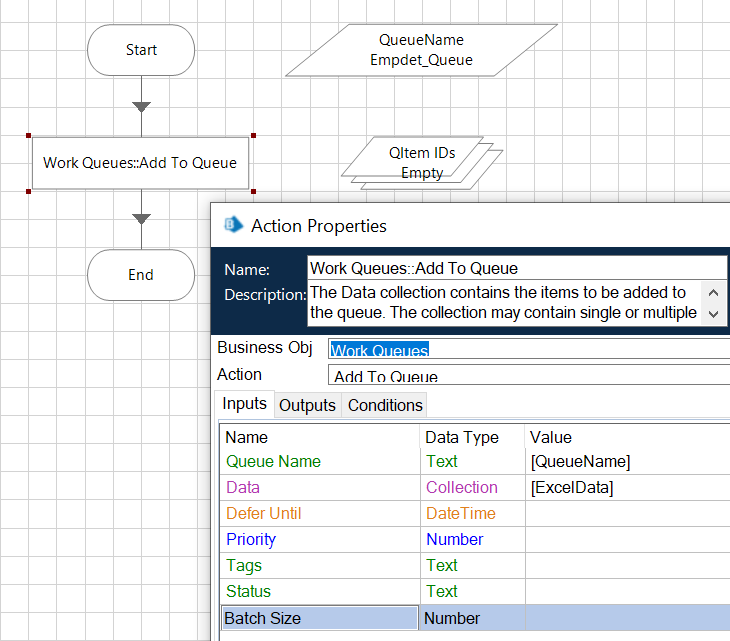 Start
QueueName
Empdet_Queue
Work Queues::Add To Queue
QItem IDs
Empty
End
Action Properties
Name: Work Queues::Add To Queue
Description: The Data collection contains the items to be added to
the queue. The collection may contain single or multiple
Business Obj Work Queues
Action Add To Queue
Inputs Outputs Conditions
Name Data Type Value
Queue Name Text [QueueName]
Data Collection [ExcelData]
Defer Until DateTime
Priority Number
Tags Text
Status Text
Batch Size Number